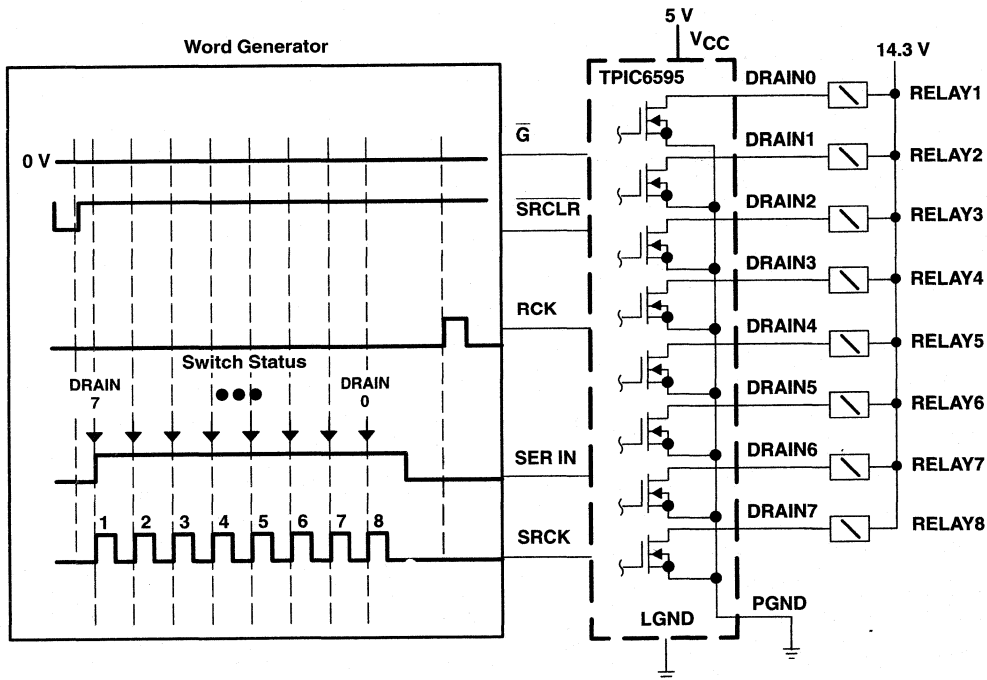 Word Generator
0 V
Switch Status
DRAIN
7
DRAIN
0
1 2 3 4 5 6 7 8
G
SRCLR
RCK
SER IN
SRCK
5 V
VCC
TPIC6595
LGND
PGND
14.3 V
DRAIN0
RELAY1
DRAIN1
RELAY2
DRAIN2
RELAY3
DRAIN3
RELAY4
DRAIN4
RELAY5
DRAIN5
RELAY6
DRAIN6
RELAY7
DRAIN7
RELAY8